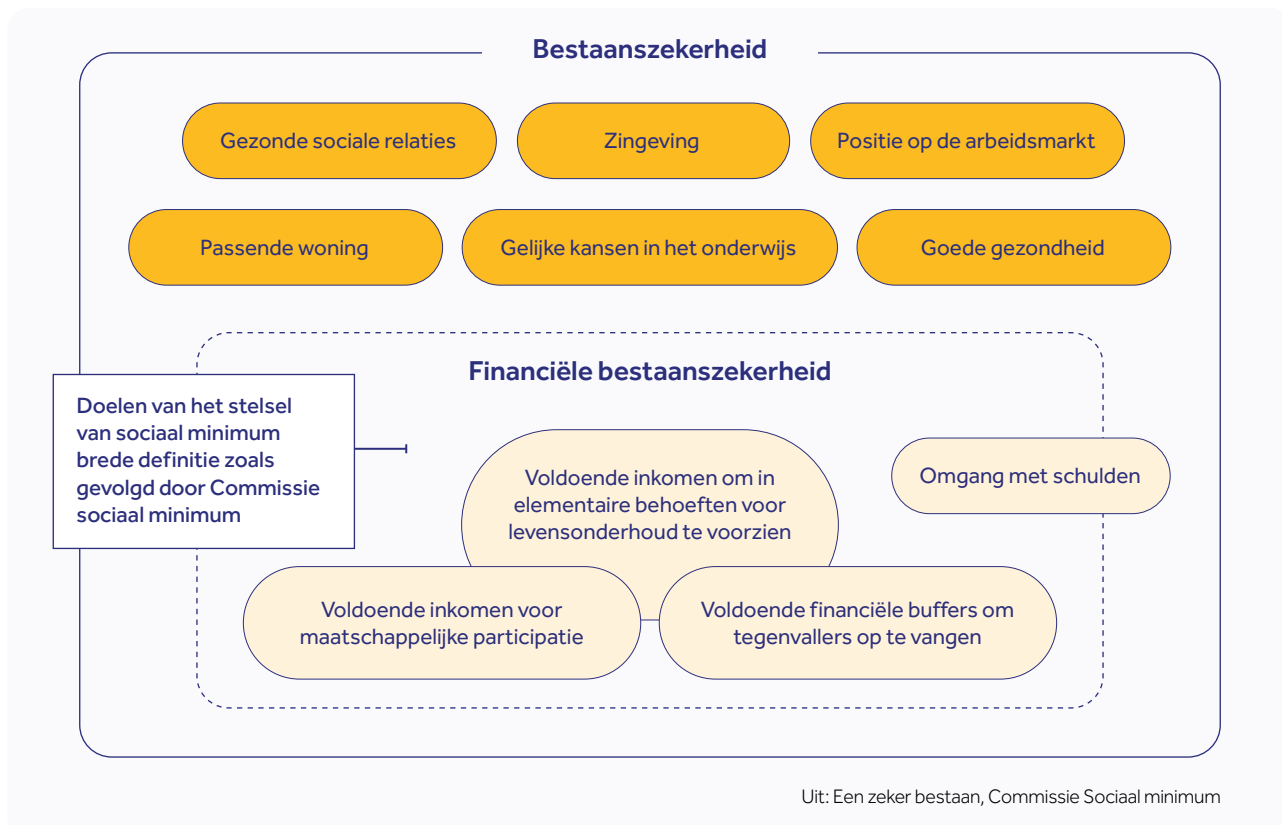 Bestaanszekerheid
Gezonde sociale relaties
Zingeving
Positie op de arbeidsmarkt
Passende woning
Gelijke kansen in het onderwijs
Goede gezondheid
Financiële bestaanszekerheid
Doelen van het stelsel
van sociaal minimum
brede definitie zoals
gevolgd door Commissie
sociaal minimum
Voldoende inkomen om in
elementaire behoeften voor
levensonderhoud te voorzien
Omgang met schulden
Voldoende inkomen voor
maatschappelijke participatie
Voldoende financiële buffers om
tegenvallers op te vangen
Uit: Een zeker bestaan, Commissie Sociaal minimum